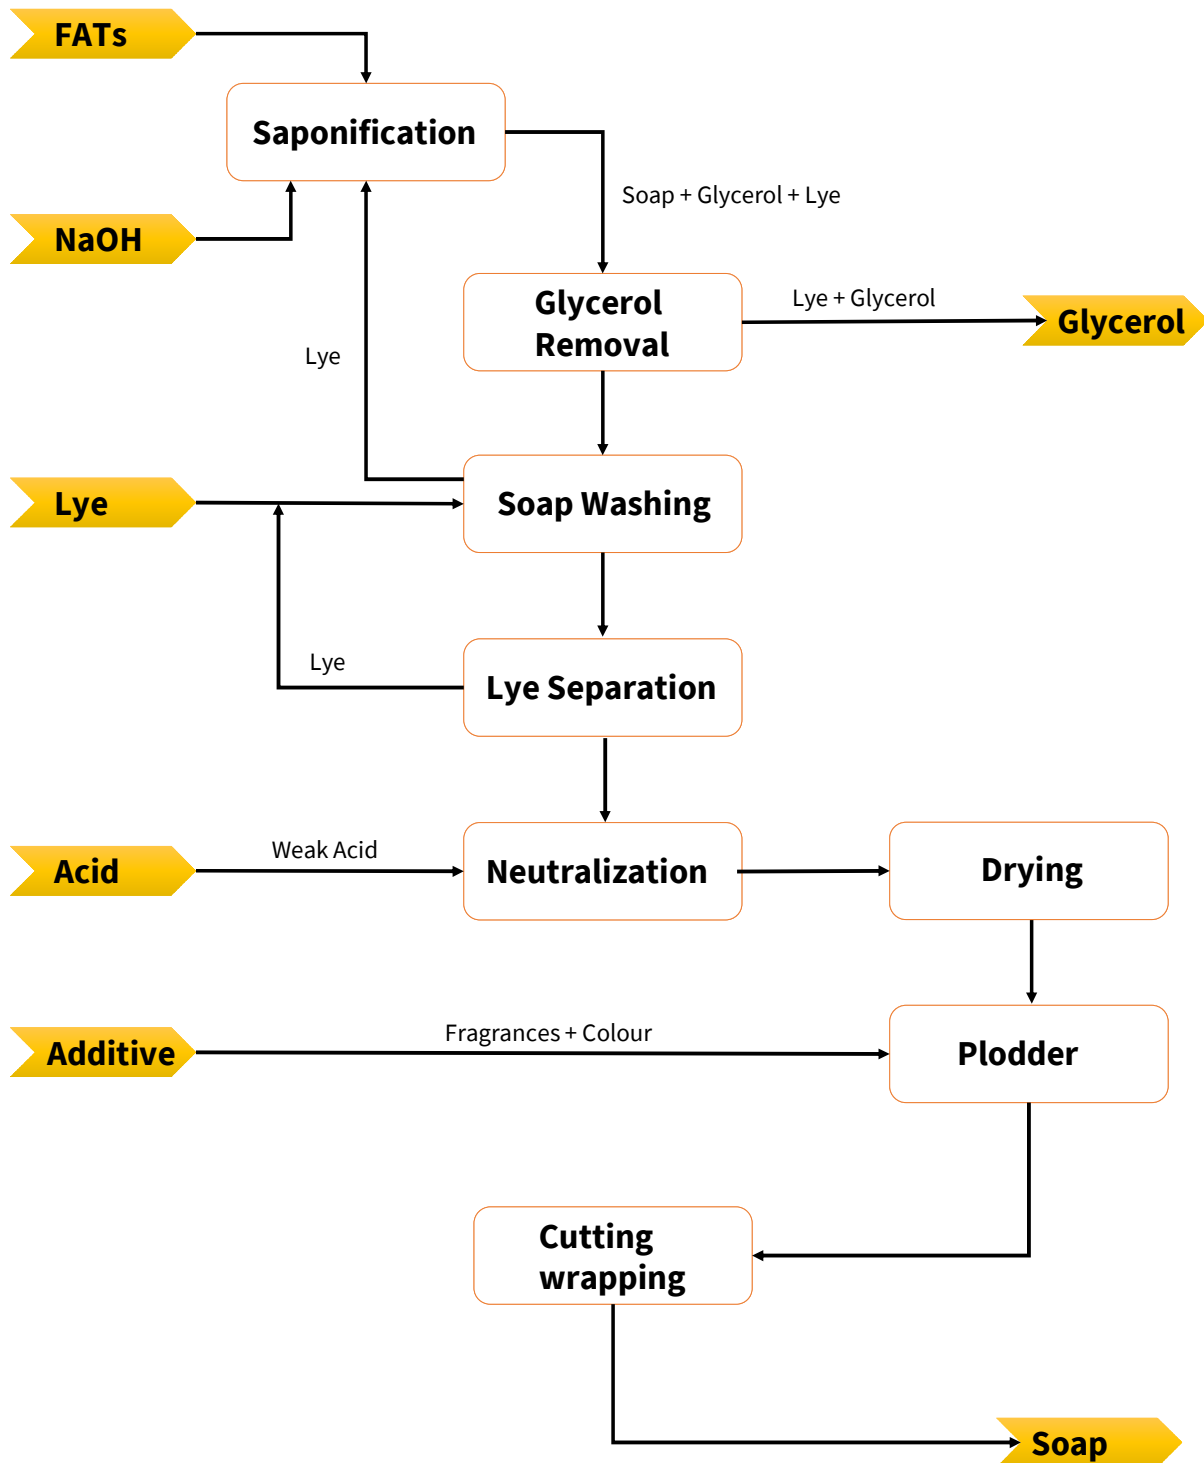 FATs
Saponification
Soap + Glycerol + Lye
NaOH
Glycerol
Removal
Lye + Glycerol
Glycerol
Lye
Lye
Soap Washing
Lye
Lye Separation
Acid
Weak Acid
Neutralization
Drying
Additive
Fragrances + Colour
Plodder
Cutting
wrapping
Soap